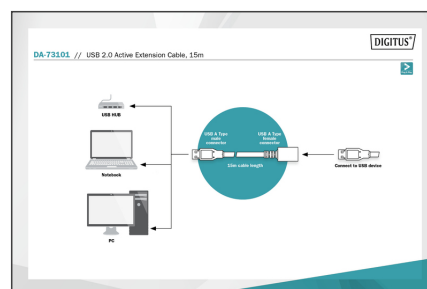 DIGITUS®
DA-73101 // USB 2.0 Active Extension Cable, 15m
USB HUB
USB A Type
male
connector
USB A Type
female
connector
15m cable length
Notebook
Connect to USB device
PC